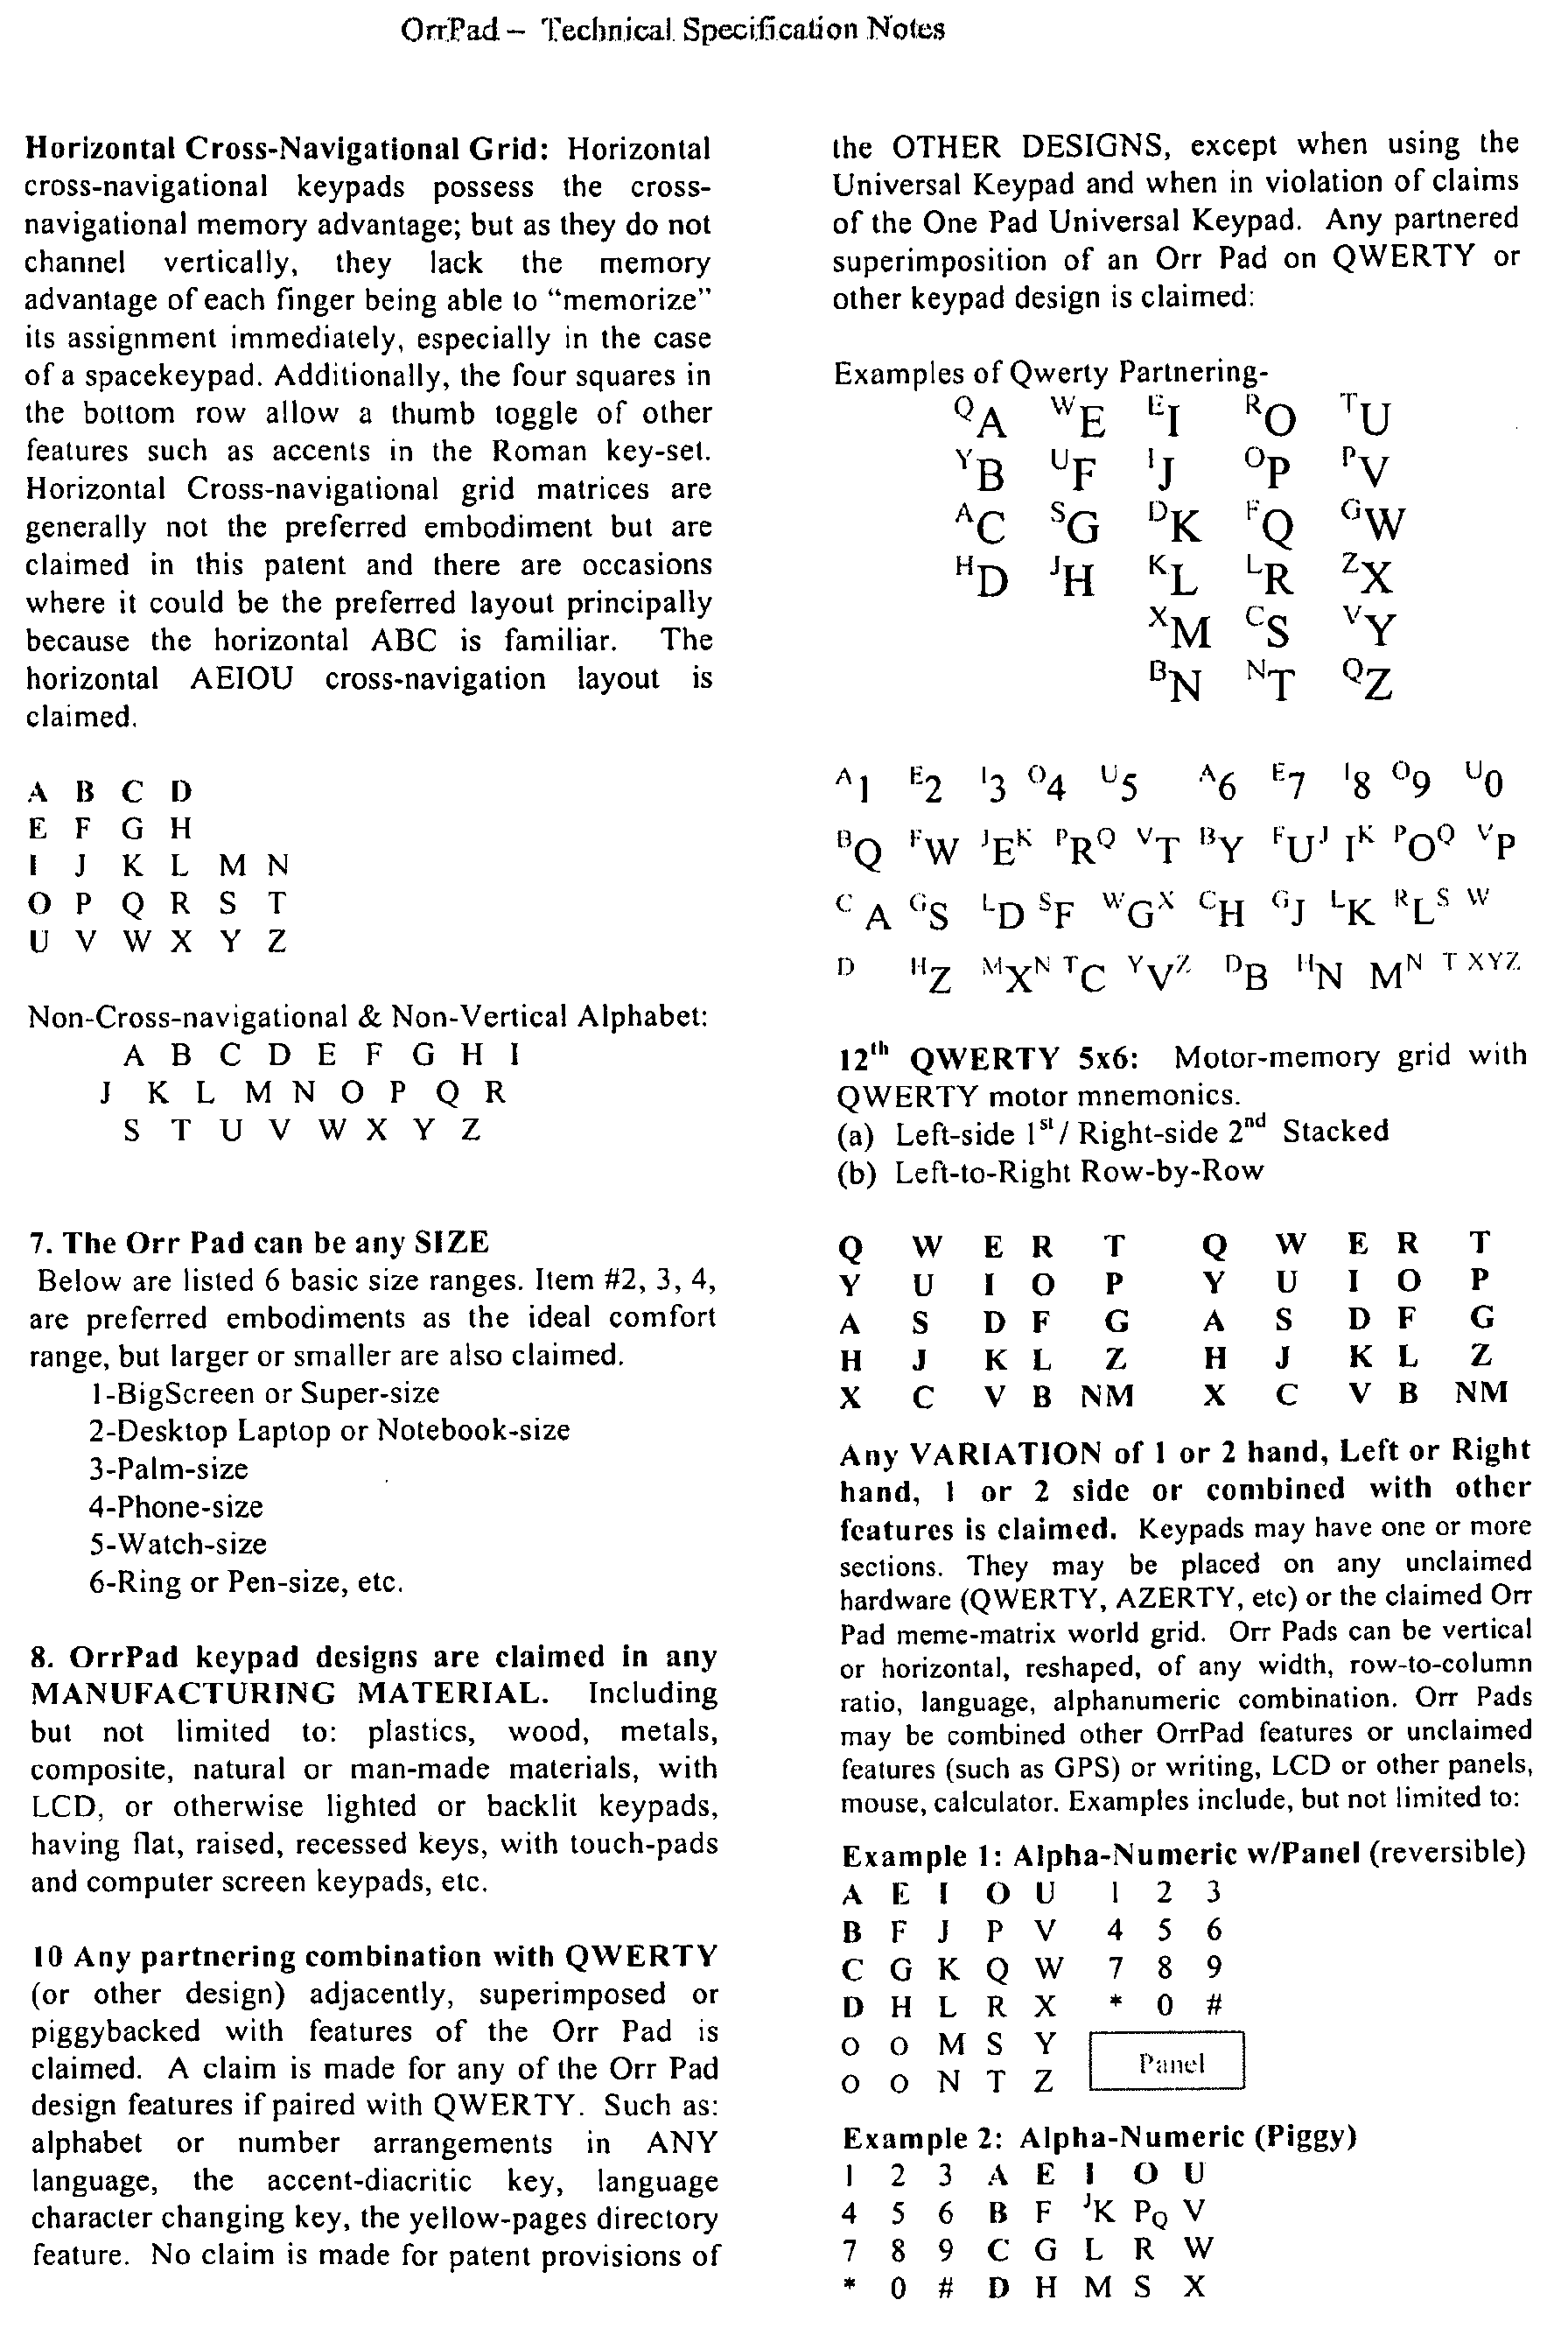 OrrPad – Technical Specification Notes
Horizontal Cross-Navigational Grid: Horizontal
cross-navigational keypads possess the cross-
navigational memory advantage; but as they do not
channel vertically, they lack the memory
advantage of each finger being able to “memorize”
its assignment immediately, especially in the case
of a spacekeypad. Additionally, the four squares in
the bottom row allow a thumb toggle of other
features such as accents in the Roman key-set.
Horizontal Cross-navigational grid matrices are
generally not the preferred embodiment but are
claimed in this patent and there are occasions
where it could be the preferred layout principally
because the horizontal ABC is familiar. The
horizontal AEIOU cross-navigation layout is
claimed.
A B C D
E F G H
I J K L M N
O P Q R S T
U V W X Y Z
Non-Cross-navigational & Non-Vertical Alphabet:
A B C D E F G H I
J K L M N O P Q R
S T U V W X Y Z
7. The Orr Pad can be any SIZE
Below are listed 6 basic size ranges. Item #2, 3, 4,
are preferred embodiments as the ideal comfort
range, but larger or smaller are also claimed.
1-BigScreen or Super-size
2-Desktop Laptop or Notebook-size
3-Palm-size
4-Phone-size
5-Watch-size
6-Ring or Pen-size, etc.
8. OrrPad keypad designs are claimed in any
MANUFACTURING MATERIAL. Including
but not limited to: plastics, wood, metals,
composite, natural or man-made materials, with
LCD, or otherwise lighted or backlit keypads,
having flat, raised, recessed keys, with touch-pads
and computer screen keypads, etc.
10 Any partnering combination with QWERTY
(or other design) adjacently, superimposed or
piggybacked with features of the Orr Pad is
claimed. A claim is made for any of the Orr Pad
design features if paired with QWERTY. Such as:
alphabet or number arrangements in ANY
language, the accent-diacritic key, language
character changing key, the yellow-pages directory
feature. No claim is made for patent provisions of
the OTHER DESIGNS, except when using the
Universal Keypad and when in violation of claims
of the One Pad Universal Keypad. Any partnered
superimposition of an Orr Pad on QWERTY or
other keypad design is claimed:
Examples of Qwerty Partnering-
QA WE EI RO TU
YB UF IJ OP PV
AC SG DK FQ GW
HD JH KL LR ZX
XM CS VY
BN NT QZ
A1 E2 I3 O4 U5 A6 E7 I8 O9 U0
BQ FW JEK PRQ VT BY FUJ IK POQ VP
C A GS LD SF WGX CH GJ LK RLS W
D HZ MXN TC YVZ DB HN MN T XYZ
12th QWERTY 5x6: Motor-memory grid with
QWERTY motor mnemonics.
(a) Left-side 1st/ Right-side 2nd Stacked
(b) Left-to-Right Row-by-Row
Q W E R T Q W E R T
Y U I O P Y U I O P
A S D F G A S D F G
H J K L Z H J K L Z
X C V B NM X C V B NM
Any VARIATION of 1 or 2 hand, Left or Right
hand, 1 or 2 side or combined with other
features is claimed. Keypads may have one or more
sections. They may be placed on any unclaimed
hardware (QWERTY, AZERTY, etc) or the claimed Orr
Pad meme-matrix world grid. Orr Pads can be vertical
or horizontal, reshaped, of any width, row-to-column
ratio, language, alphanumeric combination. Orr Pads
may be combined other OrrPad features or unclaimed
features (such as GPS) or writing, LCD or other panels,
mouse, calculator. Examples include, but not limited to:
Example 1: Alpha-Numeric w/Panel (reversible)
A E I O U 1 2 3
B F J P V 4 5 6
C G K Q W 7 8 9
D H L R X * 0 #
O O M S Y
Panel
O O N T Z
Example 2: Alpha-Numeric (Piggy)
1 2 3 A E I O U
4 5 6 B F JK PQ V
7 8 9 C G L R W
* 0 # D H M S X